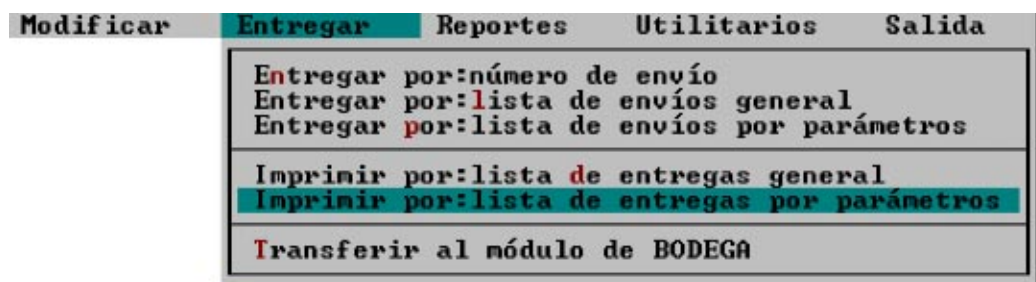 Modificar Entregar Reportes Utilitarios Salida
Entregar por:número de envío
Entregar por:lista de envíos general
Entregar por:lista de envíos por parámetros
Imprimir por:lista de entregas general
Imprimir por:lista de entregas por parámetros
Transferir al módulo de BODEGA